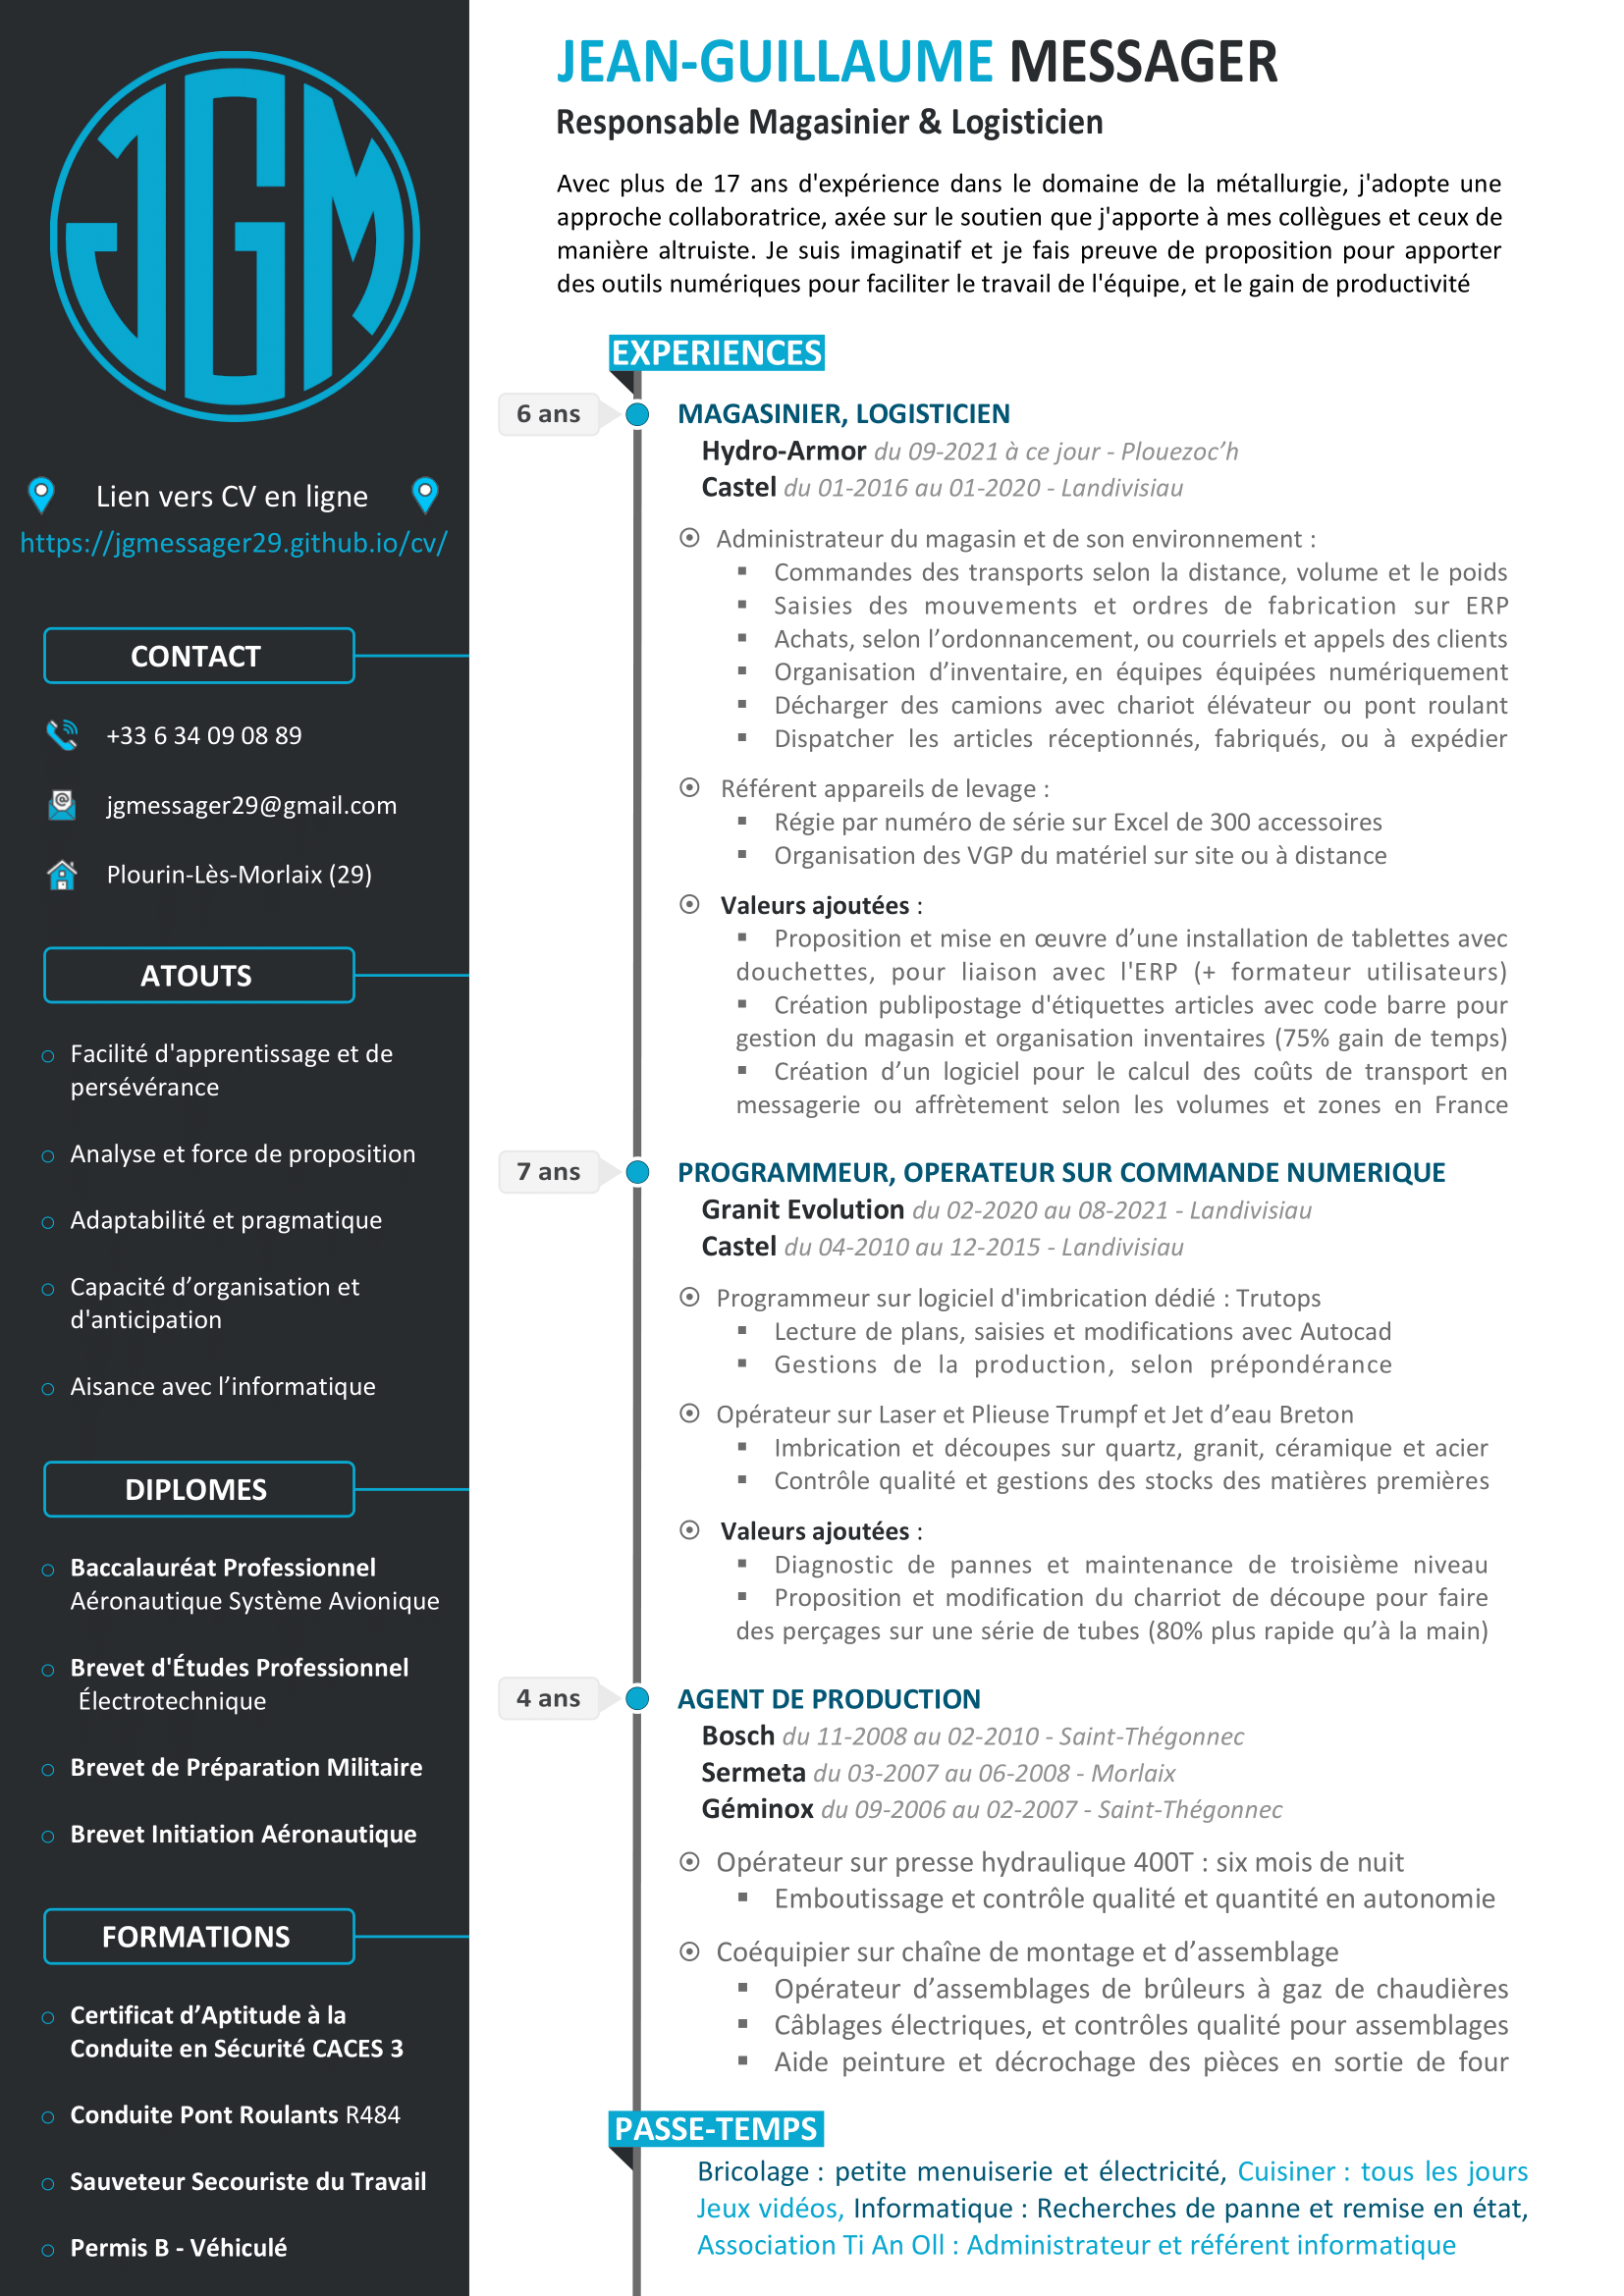 JGM
Lien vers CV en ligne
https://jgmessager29.github.io/cv/
CONTACT
+33 6 34 09 08 89
jgmessager29@gmail.com
Plourin-Lès-Morlaix (29)
ATOUTS
Facilité d'apprentissage et de
persévérance
Analyse et force de proposition
Adaptabilité et pragmatique
Capacité d’organisation et
d'anticipation
Aisance avec l’informatique
DIPLOMES
Baccalauréat Professionnel
Aéronautique Système Avionique
Brevet d'Études Professionnel
Électrotechnique
Brevet de Préparation Militaire
Brevet Initiation Aéronautique
FORMATIONS
Certificat d’Aptitude à la
Conduite en Sécurité CACES 3
Conduite Pont Roulants R484
Sauveteur Secouriste du Travail
Permis B - Véhiculé
JEAN-GUILLAUME MESSAGER
Responsable Magasinier & Logisticien
Avec plus de 17 ans d'expérience dans le domaine de la métallurgie, j'adopte une
approche collaboratrice, axée sur le soutien que j'apporte à mes collègues et ceux de
manière altruiste. Je suis imaginatif et je fais preuve de proposition pour apporter
des outils numériques pour faciliter le travail de l'équipe, et le gain de productivité
EXPERIENCES
6 ans
MAGASINIER, LOGISTICIEN
Hydro-Armor du 09-2021 à ce jour - Plouezoc’h
Castel du 01-2016 au 01-2020 - Landivisiau
Administrateur du magasin et de son environnement :
Commandes des transports selon la distance, volume et le poids
Saisies des mouvements et ordres de fabrication sur ERP
Achats, selon l’ordonnancement, ou courriels et appels des clients
Organisation d’inventaire, en équipes équipées numériquement
Décharger des camions avec chariot élévateur ou pont roulant
Dispatcher les articles réceptionnés, fabriqués, ou à expédier
Référent appareils de levage :
Régie par numéro de série sur Excel de 300 accessoires
Organisation des VGP du matériel sur site ou à distance
Valeurs ajoutées :
Proposition et mise en œuvre d’une installation de tablettes avec
douchettes, pour liaison avec l'ERP (+ formateur utilisateurs)
Création publipostage d'étiquettes articles avec code barre pour
gestion du magasin et organisation inventaires (75% gain de temps)
Création d’un logiciel pour le calcul des coûts de transport en
messagerie ou affrètement selon les volumes et zones en France
7 ans
PROGRAMMEUR, OPERATEUR SUR COMMANDE NUMERIQUE
Granit Evolution du 02-2020 au 08-2021 - Landivisiau
Castel du 04-2010 au 12-2015 - Landivisiau
Programmeur sur logiciel d'imbrication dédié : Trutops
Lecture de plans, saisies et modifications avec Autocad
Gestions de la production, selon prépondérance
Opérateur sur Laser et Plieuse Trumpf et Jet d’eau Breton
Imbrication et découpes sur quartz, granit, céramique et acier
Contrôle qualité et gestions des stocks des matières premières
Valeurs ajoutées :
Diagnostic de pannes et maintenance de troisième niveau
Proposition et modification du charriot de découpe pour faire
des perçages sur une série de tubes (80% plus rapide qu’à la main)
4 ans
AGENT DE PRODUCTION
Bosch du 11-2008 au 02-2010 - Saint-Thégonnec
Sermeta du 03-2007 au 06-2008 - Morlaix
Géminox du 09-2006 au 02-2007 - Saint-Thégonnec
Opérateur sur presse hydraulique 400T : six mois de nuit
Emboutissage et contrôle qualité et quantité en autonomie
Coéquipier sur chaîne de montage et d’assemblage
Opérateur d’assemblages de brûleurs à gaz de chaudières
Câblages électriques, et contrôles qualité pour assemblages
Aide peinture et décrochage des pièces en sortie de four
PASSE-TEMPS
Bricolage : petite menuiserie et électricité, Cuisiner : tous les jours
Jeux vidéos, Informatique : Recherches de panne et remise en état,
Association Ti An Oll : Administrateur et référent informatique